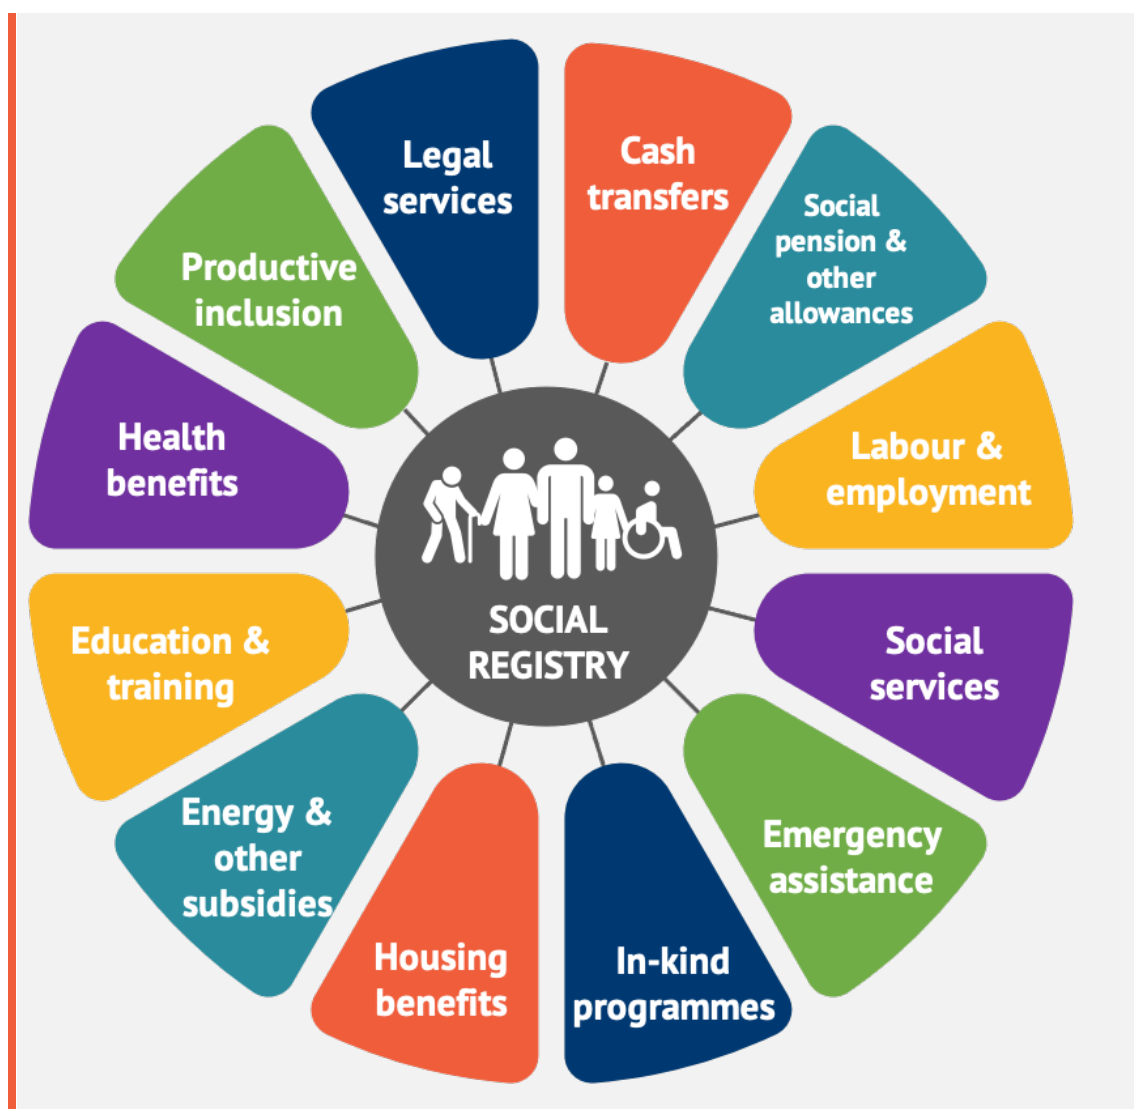 Legal
services
Cash
transfers
Social
pension &
other
allowances
Labour &
employment
Social
services
Emergency
assistance
In-kind
programmes
Housing
benefits
Energy &
other
subsidies
Education &
training
Health
benefits
Productive
inclusion
SOCIAL
REGISTRY